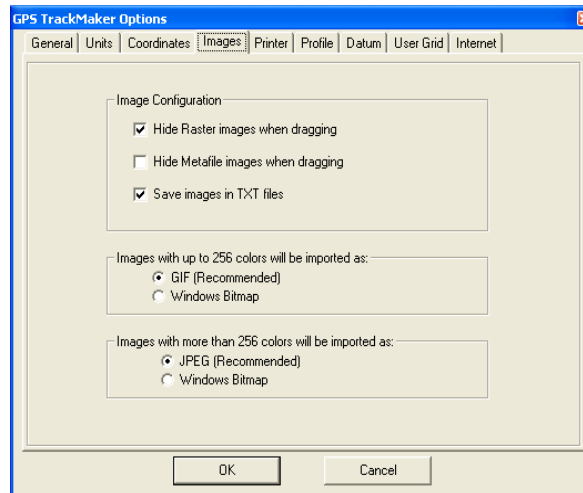 GPS TrackMaker Options
General Units Coordinates Images Printer Profile Datum User Grid Internet
Image Configuration
Hide Raster images when dragging
Hide Metafile images when dragging
Save images in TXT files
Images with up to 256 colors will be imported as:
GIF (Recommended)
Windows Bitmap
Images with more than 256 colors will be imported as:
JPEG (Recommended)
Windows Bitmap
OK Cancel